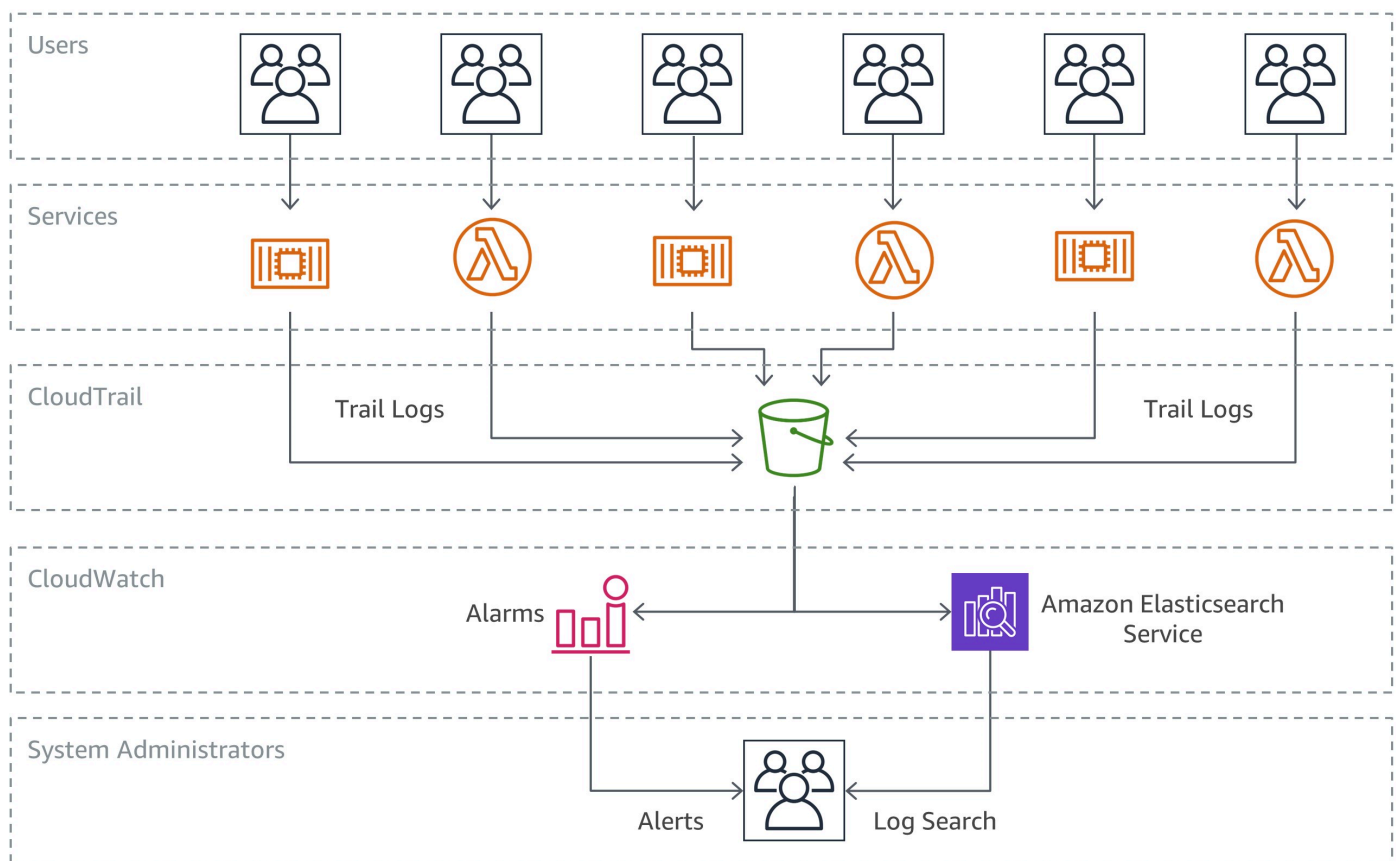 Users
Services
CloudTrail
Trail Logs
Trail Logs
CloudWatch
Alarms
Amazon Elasticsearch
Service
System Administrators
Alerts
Log Search